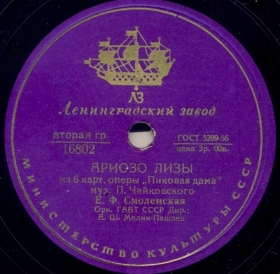 ЛЗ
Ленинградский завод
вторая гр.
16802
ГОСТ 5289-56
цена 3р. 00к.
АРИОЗО ЛИЗЫ
из 6 карт. оперы „Пиковая дама"
муз. П. Чайковского
Е. Ф. Смоленская
Орк. ГАБТ СССР Дир.:
А. Ш. Мелик-Пашаев
МИНИСТЕРСТВО КУЛЬТУРЫ СССР